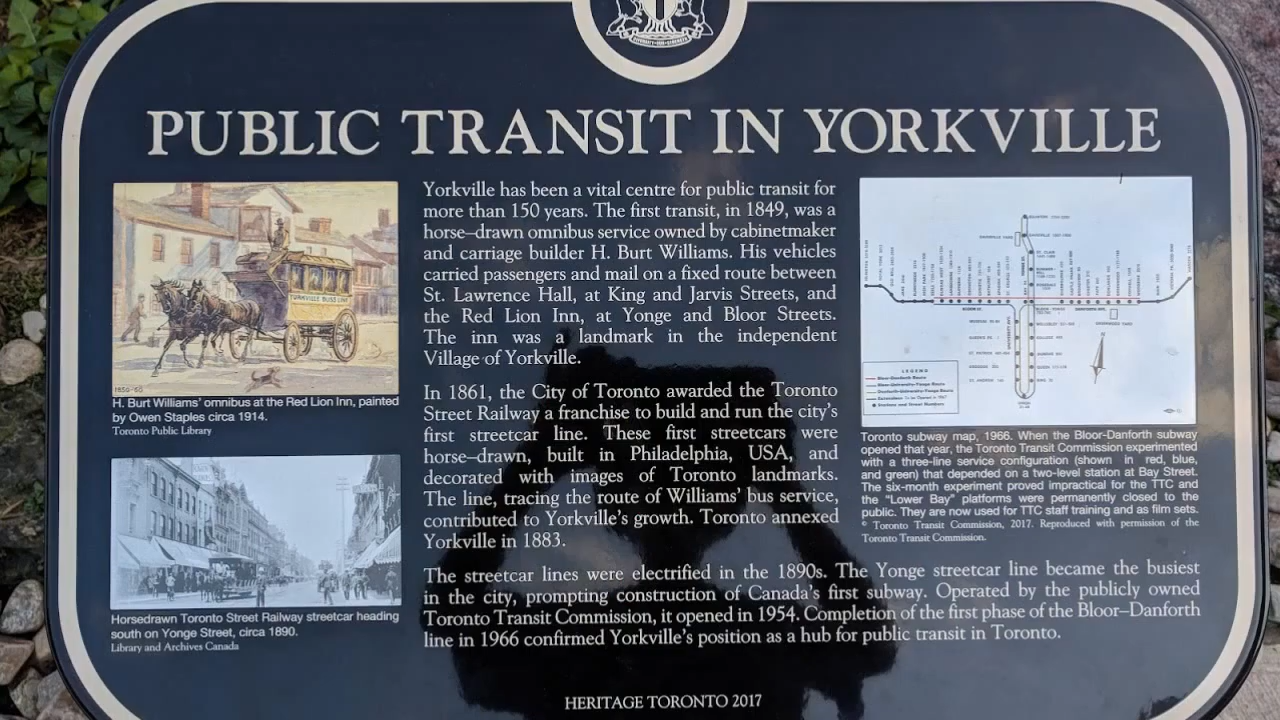 PUBLIC TRANSIT IN YORKVILLE
YORKVILLE BUSS LINE
1850-60
H. Burt Williams' omnibus at the Red Lion Inn, painted
by Owen Staples circa 1914.
Toronto Public Library
Horsedrawn Toronto Street Railway streetcar heading
south on Yonge Street, circa 1890.
Library and Archives Canada
Yorkville has been a vital centre for public transit for
more than 150 years. The first transit, in 1849, was a
horse–drawn omnibus service owned by cabinetmaker
and carriage builder H. Burt Williams. His vehicles
carried passengers and mail on a fixed route between
St. Lawrence Hall, at King and Jarvis Streets, and
the Red Lion Inn, at Yonge and Bloor Streets.
The inn was a landmark in the independent
Village of Yorkville.
In 1861, the City of Toronto awarded the Toronto
Street Railway a franchise to build and run the city's
first streetcar line. These first streetcars were
horse–drawn, built in Philadelphia, USA, and
decorated with images of Toronto landmarks.
The line, tracing the route of Williams' bus service,
contributed to Yorkville's growth. Toronto annexed
Yorkville in 1883.
The streetcar lines were electrified in the 1890s. The Yonge streetcar line became the busiest
in the city, prompting construction of Canada's first subway. Operated by the publicly owned
Toronto Transit Commission, it opened in 1954. Completion of the first phase of the Bloor–Danforth
line in 1966 confirmed Yorkville's position as a hub for public transit in Toronto.
LEGEND
Toronto subway map, 1966. When the Bloor-Danforth subway
opened that year, the Toronto Transit Commission experimented
with a three-line service configuration (shown in red, blue,
and green) that depended on a two-level station at Bay Street.
The six-month experiment proved impractical for the TTC and
the "Lower Bay" platforms were permanently closed to the
public. They are now used for TTC staff training and as film sets.
© Toronto Transit Commission, 2017. Reproduced with permission of the
Toronto Transit Commission.
HERITAGE TORONTO 2017